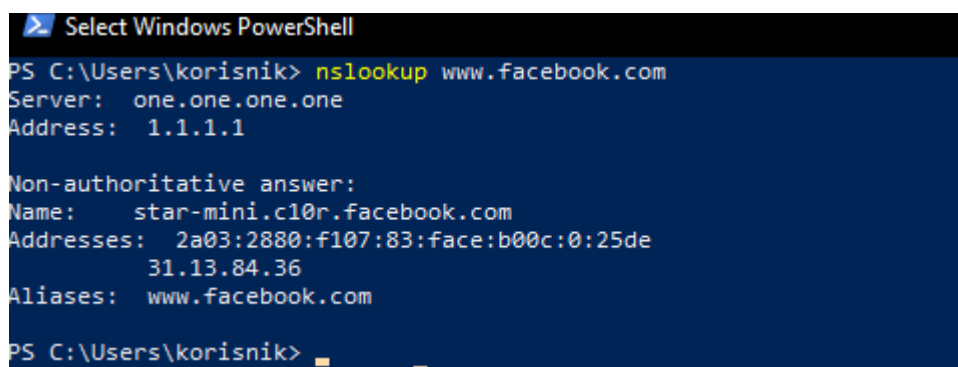 Select Windows PowerShell
PS C:\Users\korisnik> nslookup www.facebook.com
Server:  one.one.one.one
Address:  1.1.1.1

Non-authoritative answer:
Name:    star-mini.c10r.facebook.com
Addresses:  2a03:2880:f107:83:face:b00c:0:25de
          31.13.84.36
Aliases:  www.facebook.com

PS C:\Users\korisnik>